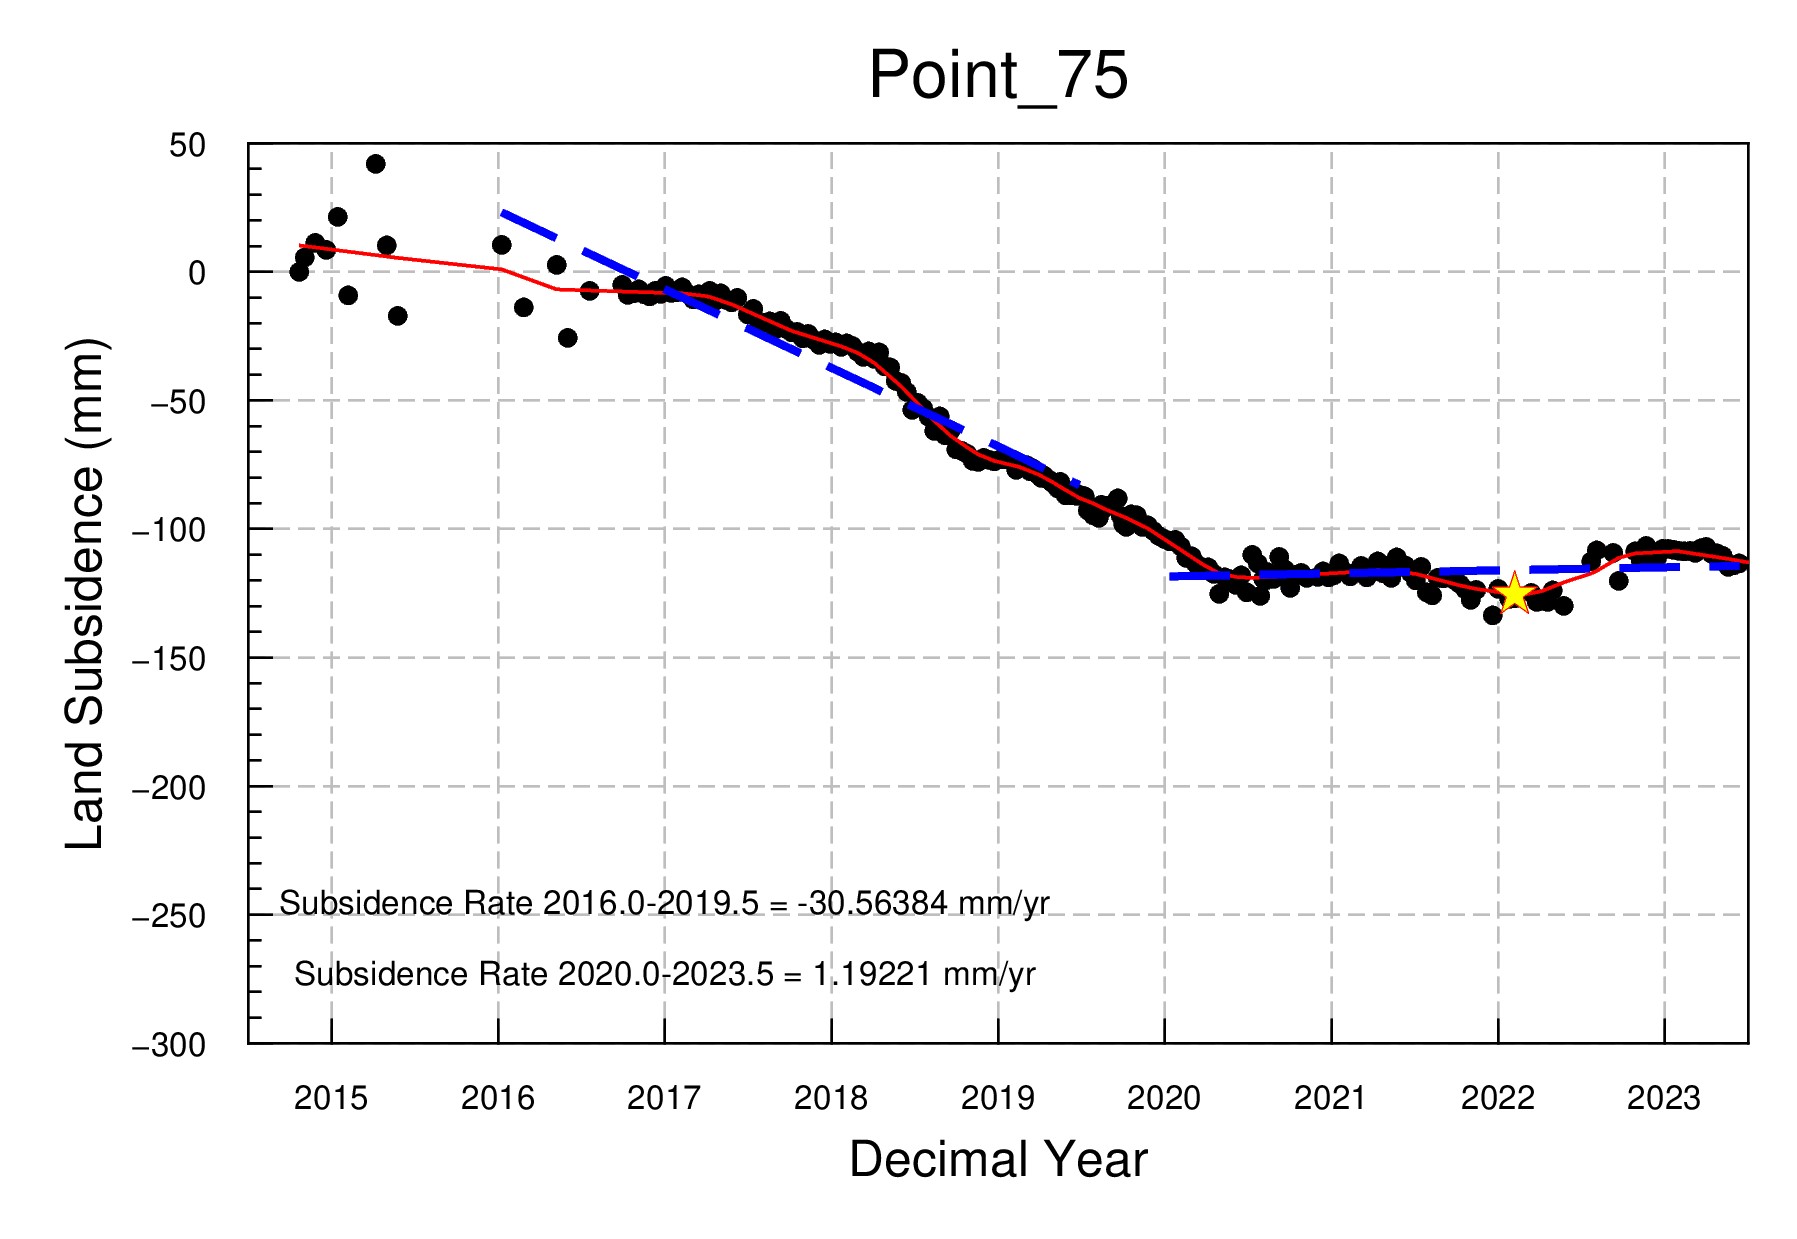 Point_75
50
0
−50
−100
−150
−200
−250
−300
Land Subsidence (mm)
Subsidence Rate 2016.0-2019.5 = -30.56384 mm/yr
Subsidence Rate 2020.0-2023.5 = 1.19221 mm/yr
2015 2016 2017 2018 2019 2020 2021 2022 2023
Decimal Year